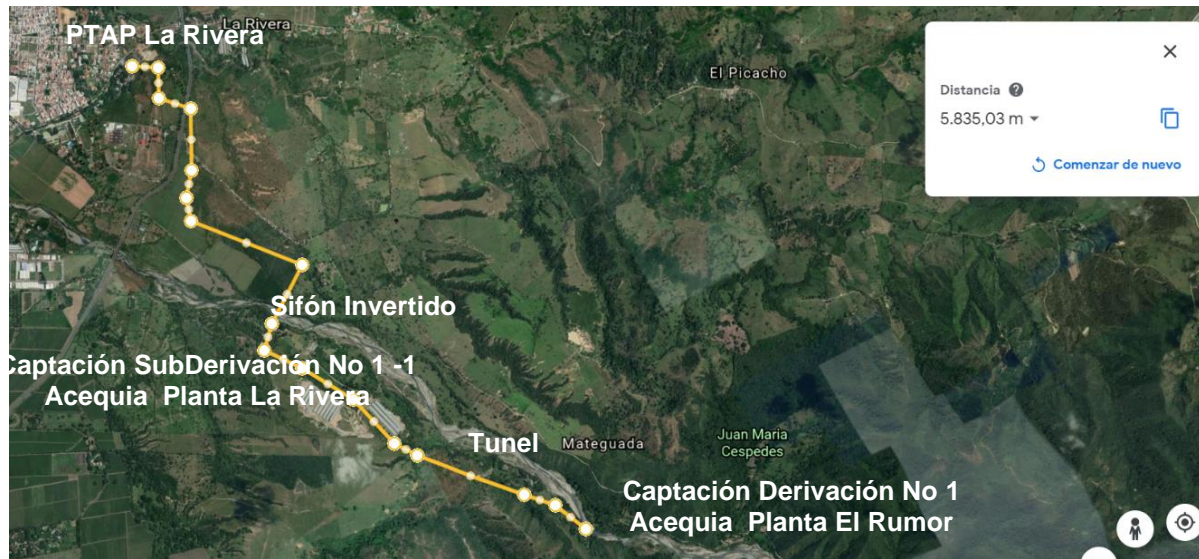 La Rivera
PTAP La Rivera
El Picacho
Distancia
5.835,03 m
Comenzar de nuevo
Sifón Invertido
Captación SubDerivación No 1 -1
Acequia Planta La Rivera
Tunel
Mateguada
Juan Maria
Cespedes
Captación Derivación No 1
Acequia Planta El Rumor